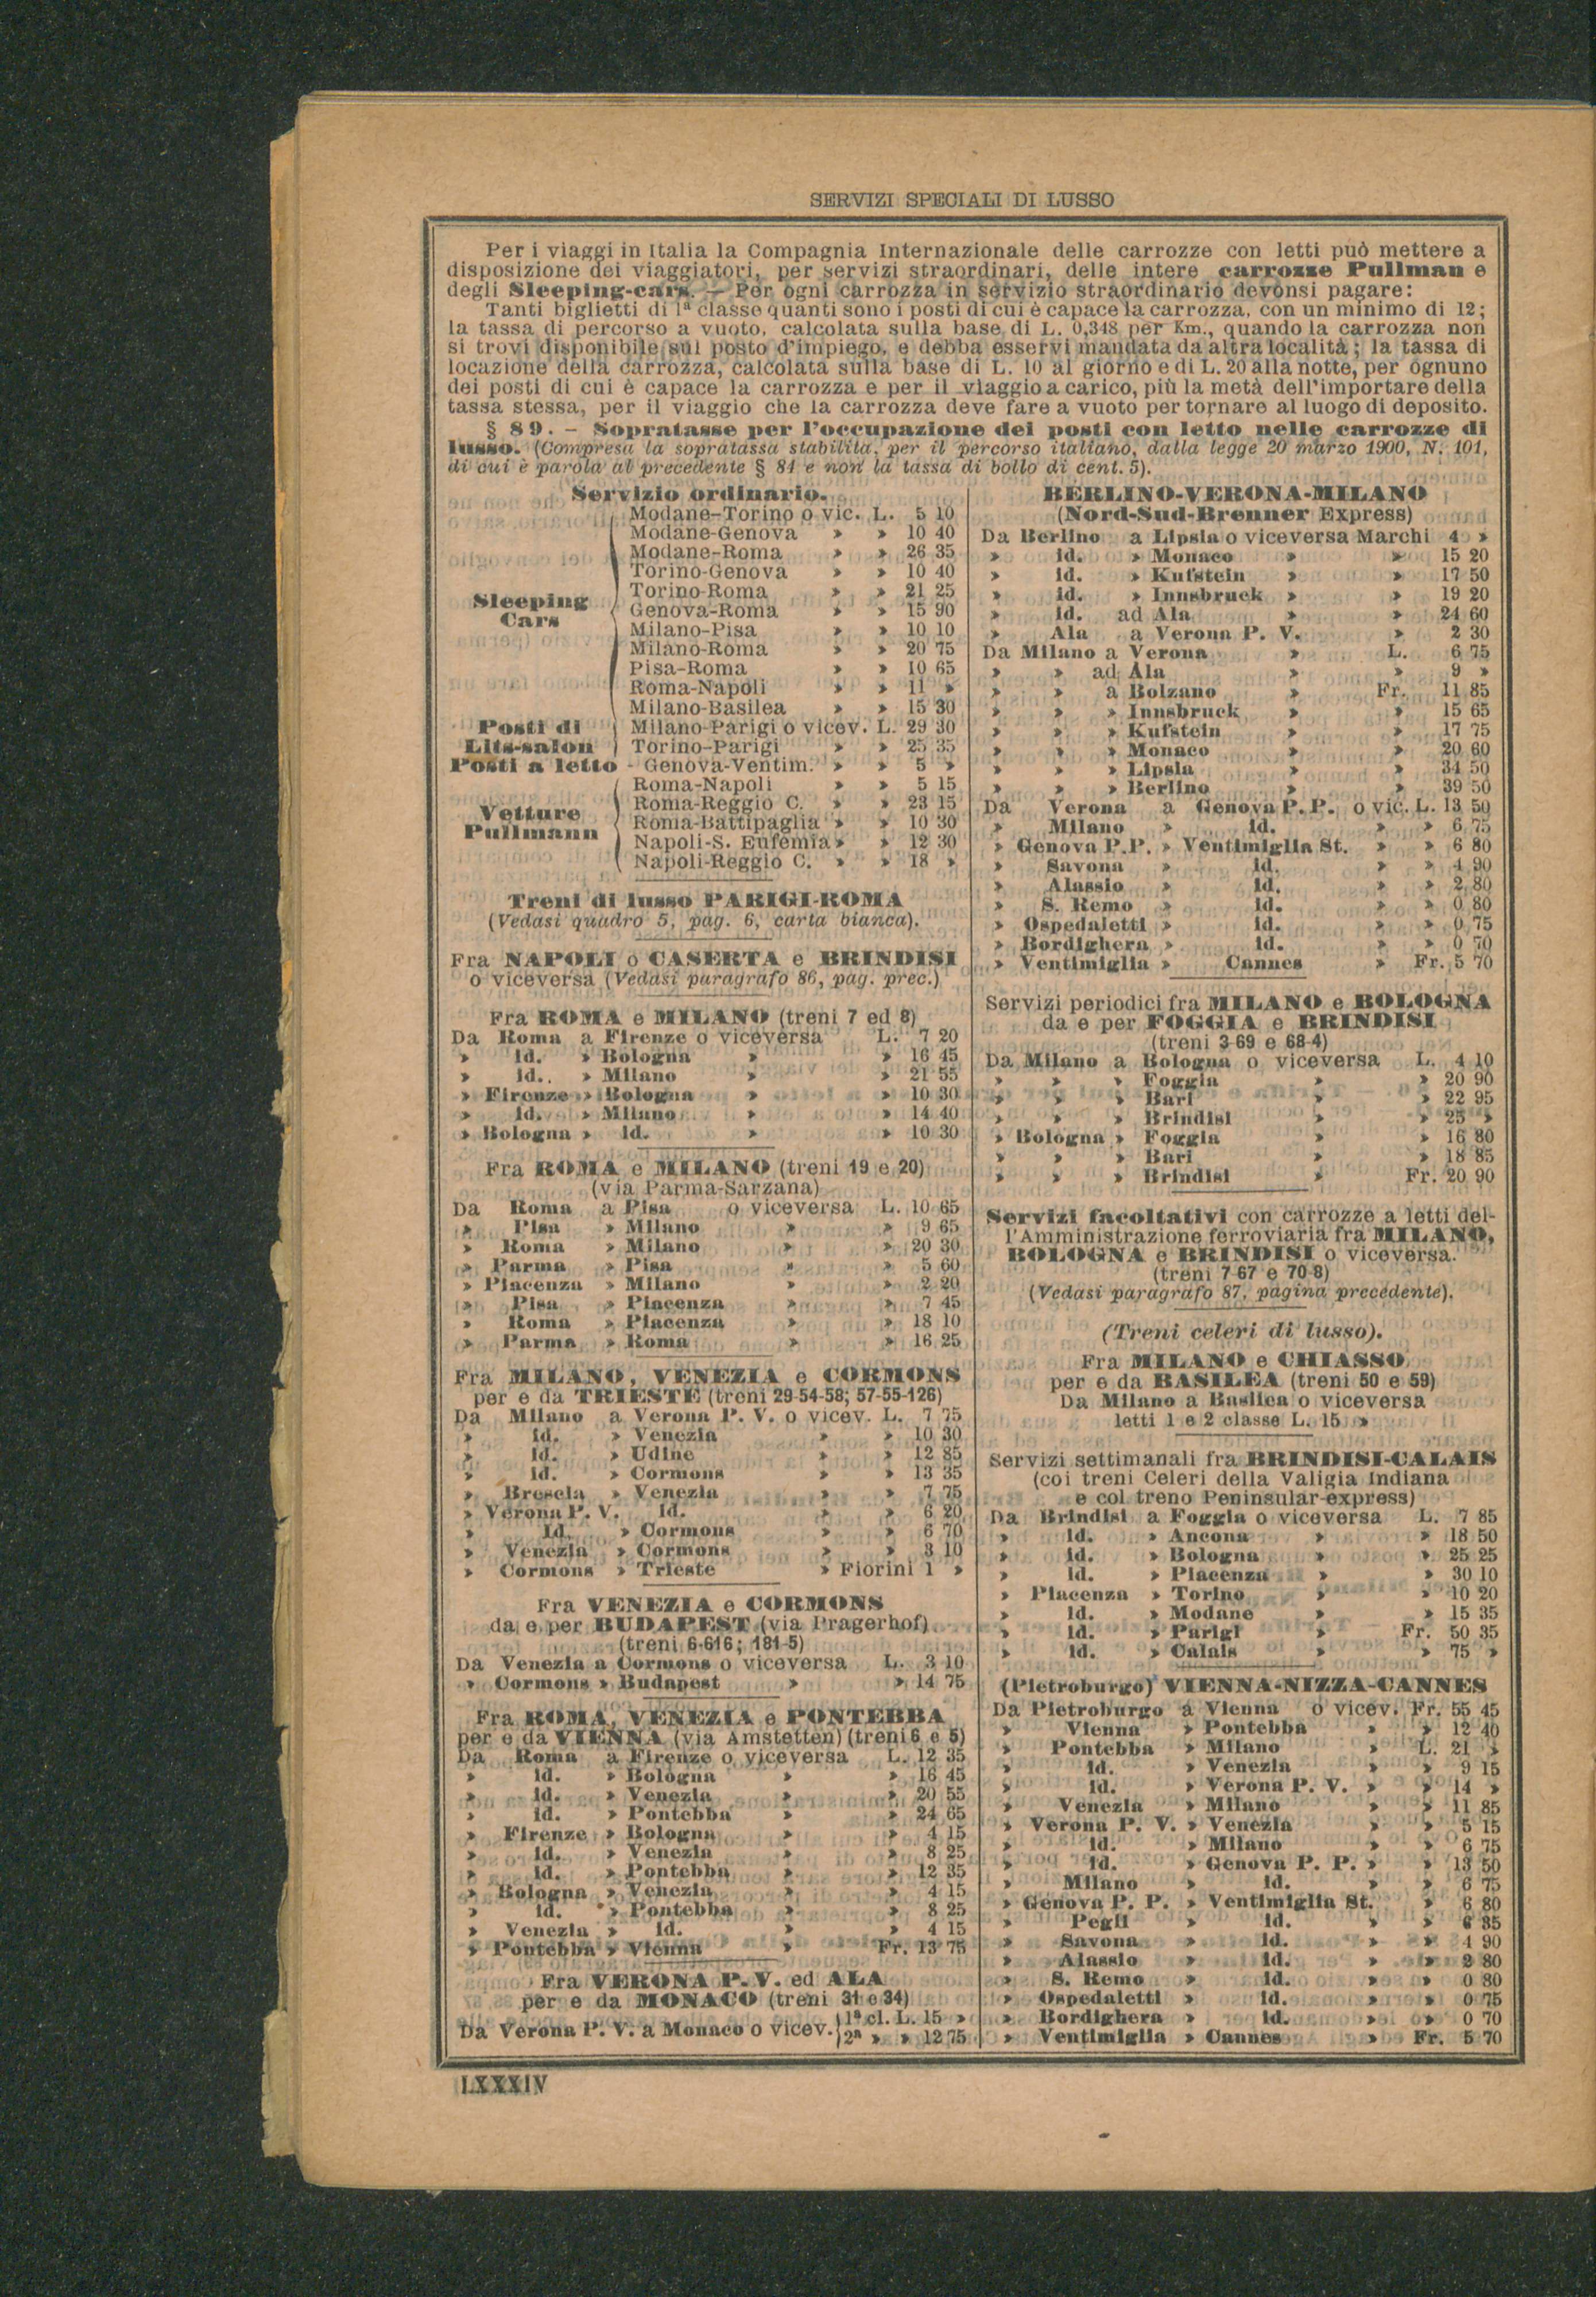 SERVIZI SPECIALI DI LUSSO
Per i viaggi in Italia la Compagnia Internazionale delle carrozze con letti può mettere a
disposizione dei viaggiatori, per servizi straordinari, delle intere carrozze Pullman e
degli Sleeping-cars. — Per ogni carrozza in servizio straordinario devonsi pagare:
Tanti biglietti di 1ª classe quanti sono i posti di cui è capace la carrozza, con un minimo di 12;
la tassa di percorso a vuoto, calcolata sulla base di L. 0,348 per Km., quando la carrozza non
si trovi disponibile sul posto d'impiego, e debba esservi mandata da altra località; la tassa di
locazione della carrozza, calcolata sulla base di L. 10 al giorno e di L. 20 alla notte, per ognuno
dei posti di cui è capace la carrozza e per il viaggio a carico, più la metà dell'importare della
tassa stessa, per il viaggio che la carrozza deve fare a vuoto per tornare al luogo di deposito.
§ 89. - Sopratasse per l'occupazione dei posti con letto nelle carrozze di
lusso. (Compresa la sopratassa stabilita, per il percorso italiano, dalla legge 20 marzo 1900, N. 101,
di cui è parola al precedente § 81 e non la tassa di bollo di cent. 5).
Servizio ordinario.
Sleeping
Cars
Modane-Torino o vic. L. 5 10
Modane-Genova » » 10 40
Modane-Roma » » 26 35
Torino-Genova » » 10 40
Torino-Roma » » 21 25
Genova-Roma » » 15 90
Milano-Pisa » » 10 10
Milano-Roma » » 20 75
Pisa-Roma » » 10 65
Roma-Napoli » » 11 »
Milano-Basilea » » 15 30
Posti di
Lits-salon
Milano-Parigi o vicev. L. 29 30
Torino-Parigi » » 25 35
Posti a letto - Genova-Ventim. » » 5 »
Vetture
Pullmann
Roma-Napoli » » 5 15
Roma-Reggio C. » » 23 15
Roma-Battipaglia » » 10 30
Napoli-S. Eufemia » » 12 30
Napoli-Reggio C. » » 18 »
Treni di lusso PARIGI-ROMA
(Vedasi quadro 5, pag. 6, carta bianca).
Fra NAPOLI o CASERTA e BRINDISI
o viceversa (Vedasi paragrafo 86, pag. prec.)
Fra ROMA e MILANO (treni 7 ed 8)
Da Roma a Firenze o viceversa L. 7 20
» id. » Bologna » » 16 45
» id. » Milano » » 21 55
» Firenze » Bologna » » 10 30
» id. » Milano » » 14 40
» Bologna » id. » » 10 30
Fra ROMA e MILANO (treni 19 e 20)
(via Parma-Sarzana)
Da Roma a Pisa o viceversa L. 10 65
» Pisa » Milano » » 9 65
» Roma » Milano » » 20 30
» Parma » Pisa » » 5 60
» Piacenza » Milano » » 2 20
» Pisa » Piacenza » » 7 45
» Roma » Piacenza » » 18 10
» Parma » Roma » » 16 25
Fra MILANO, VENEZIA e CORMONS
per e da TRIESTE (treni 29-54-58; 57-55-126)
Da Milano a Verona P. V. o vicev. L. 7 75
» id. » Venezia » » 10 30
» id. » Udine » » 12 85
» id. » Cormons » » 13 35
» Brescia » Venezia » » 7 75
» Verona P. V. id. » » 6 20
» id. » Cormons » » 6 70
» Venezia » Cormons » » 3 10
» Cormons » Trieste » Fiorini 1 »
Fra VENEZIA e CORMONS
da e per BUDAPEST (via Pragerhof)
(treni 6-616; 181-5)
Da Venezia a Cormons o viceversa L. 3 10
» Cormons » Budapest » » 14 75
Fra ROMA, VENEZIA e PONTEBBA
per e da VIENNA (via Amstetten) (treni 6 e 5)
Da Roma a Firenze o viceversa L. 12 35
» id. » Bologna » » 16 45
» id. » Venezia » » 20 55
» id. » Pontebba » » 24 65
» Firenze » Bologna » » 4 15
» id. » Venezia » » 8 25
» id. » Pontebba » » 12 35
» Bologna » Venezia » » 4 15
» id. » Pontebba » » 8 25
» Venezia » id. » » 4 15
» Pontebba » Vienna » Fr. 13 75
Fra VERONA P. V. ed ALA
per e da MONACO (treni 31 e 34)
Da Verona P. V. a Monaco o vicev. 1ª cl. L. 15 »
2ª » » 12 75
BERLINO-VERONA-MILANO
(Nord-Sud-Brenner Express)
Da Berlino a Lipsia o viceversa Marchi 4 »
» id. » Monaco » » 15 20
» id. » Kufstein » » 17 50
» id. » Innsbruck » » 19 20
» id. ad Ala » » 24 60
» Ala a Verona P. V. » 2 30
Da Milano a Verona » L. 6 75
» » ad Ala » » 9 »
» » a Bolzano » Fr. 11 85
» » » Innsbruck » » 15 65
» » » Kufstein » » 17 75
» » » Monaco » » 20 60
» » » Lipsia » » 34 50
» » » Berlino » » 39 50
Da Verona a Genova P. P. o vic. L. 13 50
» Milano » id. » » 6 75
» Genova P.P. » Ventimiglia St. » » 6 80
» Savona » id. » » 4 90
» Alassio » id. » » 2 80
» S. Remo » id. » » 0 80
» Ospedaletti » id. » » 0 75
» Bordighera » id. » » 0 70
» Ventimiglia » Cannes » Fr. 5 70
Servizi periodici fra MILANO e BOLOGNA
da e per FOGGIA e BRINDISI
(treni 3-69 e 68-4)
Da Milano a Bologna o viceversa L. 4 10
» » » Foggia » » 20 90
» » » Bari » » 22 95
» » » Brindisi » » 25 »
» Bologna » Foggia » » 16 80
» » » Bari » » 18 85
» » » Brindisi » Fr. 20 90
Servizi facoltativi con carrozze a letti del-
l'Amministrazione ferroviaria fra MILANO,
BOLOGNA e BRINDISI o viceversa.
(treni 7-67 e 70-8)
(Vedasi paragrafo 87, pagina precedente).
(Treni celeri di lusso).
Fra MILANO e CHIASSO
per e da BASILEA (treni 50 e 59)
Da Milano a Basilea o viceversa
letti 1 e 2 classe L. 15 »
Servizi settimanali fra BRINDISI-CALAIS
(coi treni Celeri della Valigia Indiana
e col treno Peninsular-express)
Da Brindisi a Foggia o viceversa L. 7 85
» id. » Ancona » » 18 50
» id. » Bologna » » 25 25
» id. » Piacenza » » 30 10
» Piacenza » Torino » » 10 20
» id. » Modane » » 15 35
» id. » Parigi » Fr. 50 35
» id. » Calais » » 75 »
(Pietroburgo) VIENNA-NIZZA-CANNES
Da Pietroburgo a Vienna o vicev. Fr. 55 45
» Vienna » Pontebba » » 12 40
» Pontebba » Milano » L. 21 »
» id. » Venezia » » 9 15
» id. » Verona P. V. » » 14 »
» Venezia » Milano » » 11 85
» Verona P. V. » Venezia » » 5 15
» id. » Milano » » 6 75
» id. » Genova P. P. » » 13 50
» Milano » id. » » 6 75
» Genova P. P. » Ventimiglia St. » 6 80
» Pegli » id. » » 6 35
» Savona » id. » » 4 90
» Alassio » id. » » 2 80
» S. Remo » id. » » 0 80
» Ospedaletti » id. » » 0 75
» Bordighera » id. » » 0 70
» Ventimiglia » Cannes » Fr. 5 70
LXXXIV